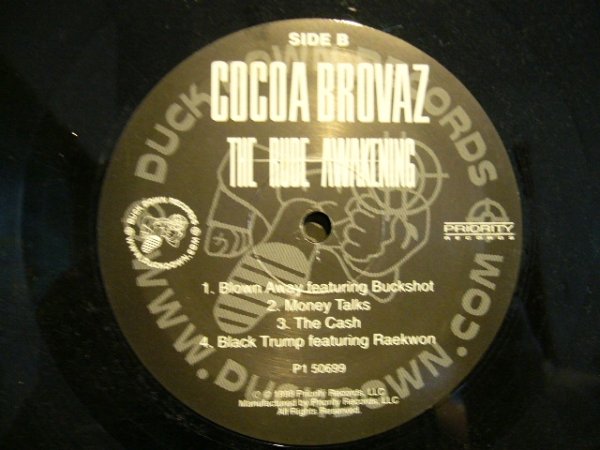 SIDE B
COCOA BROVAZ
THE RUDE AWAKENING
DUCK DOWN RECORDS
WWW.DUCKDOWN.COM
PRIORITY
RECORDS
1. Blown Away featuring Buckshot
2. Money Talks
3. The Cash
4. Black Trump featuring Raekwon
P1 50699
© 1998 Priority Records, LLC
Manufactured by Priority Records, LLC
All Rights Reserved.